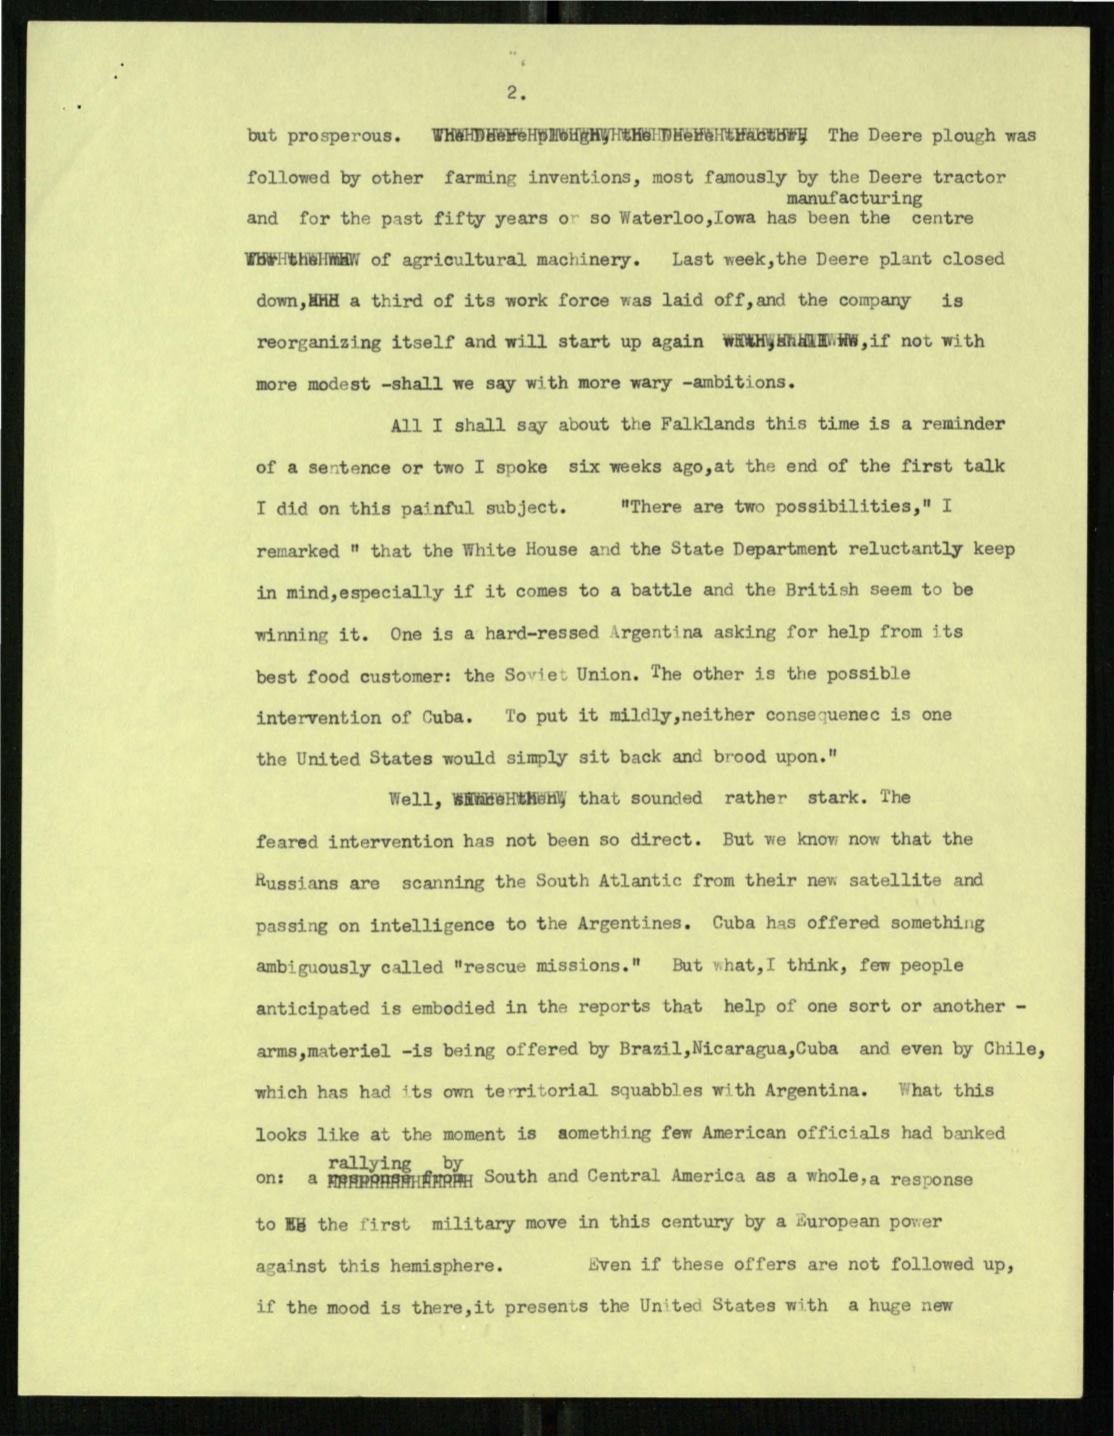 2.
but prosperous. The Deere plough was
followed by other farming inventions, most famously by the Deere tractor
manufacturing
and for the past fifty years or so Waterloo,Iowa has been the centre
of agricultural machinery. Last week,the Deere plant closed
down, a third of its work force was laid off,and the company is
reorganizing itself and will start up again ,if not with
more modest -shall we say with more wary -ambitions.
All I shall say about the Falklands this time is a reminder
of a sentence or two I spoke six weeks ago,at the end of the first talk
I did on this painful subject. "There are two possibilities," I
remarked " that the White House and the State Department reluctantly keep
in mind,especially if it comes to a battle and the British seem to be
winning it. One is a hard-ressed Argentina asking for help from its
best food customer: the Soviet Union. The other is the possible
intervention of Cuba. To put it mildly,neither consequenec is one
the United States would simply sit back and brood upon."
Well, that sounded rather stark. The
feared intervention has not been so direct. But we know now that the
Russians are scanning the South Atlantic from their new satellite and
passing on intelligence to the Argentines. Cuba has offered something
ambiguously called "rescue missions." But what,I think, few people
anticipated is embodied in the reports that help of one sort or another -
arms,materiel -is being offered by Brazil,Nicaragua,Cuba and even by Chile,
which has had its own territorial squabbles with Argentina. What this
looks like at the moment is aomething few American officials had banked
rallying by
on: a response from South and Central America as a whole,a response
to the first military move in this century by a European power
against this hemisphere. Even if these offers are not followed up,
if the mood is there,it presents the United States with a huge new